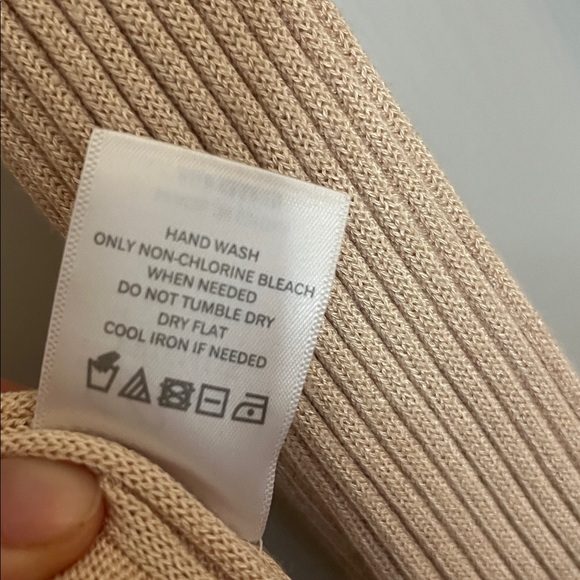 HAND WASH
ONLY NON-CHLORINE BLEACH
WHEN NEEDED
DO NOT TUMBLE DRY
DRY FLAT
COOL IRON IF NEEDED